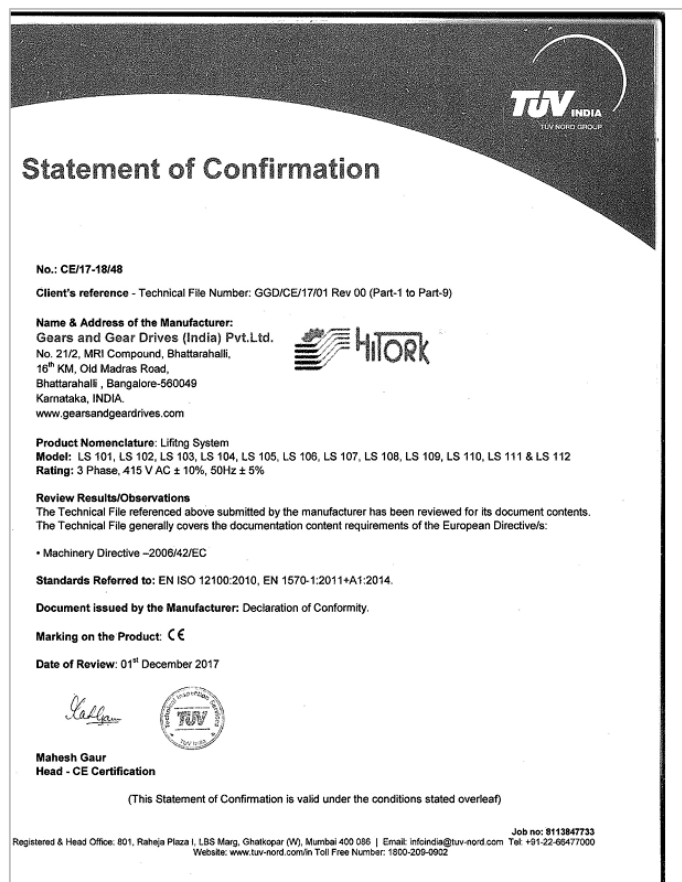 TÜV INDIA
TUV NORD GROUP
Statement of Confirmation
No.: CE/17-18/48
Client's reference - Technical File Number: GGD/CE/17/01 Rev 00 (Part-1 to Part-9)
Name & Address of the Manufacturer:
Gears and Gear Drives (India) Pvt.Ltd.
No. 21/2, MRI Compound, Bhattarahalli,
16th KM, Old Madras Road,
Bhattarahalli , Bangalore-560049
Karnataka, INDIA.
www.gearsandgeardrives.com
HiTORK
Product Nomenclature: Lifitng System
Model: LS 101, LS 102, LS 103, LS 104, LS 105, LS 106, LS 107, LS 108, LS 109, LS 110, LS 111 & LS 112
Rating: 3 Phase, 415 V AC ± 10%, 50Hz ± 5%
Review Results/Observations
The Technical File referenced above submitted by the manufacturer has been reviewed for its document contents.
The Technical File generally covers the documentation content requirements of the European Directive/s:
• Machinery Directive –2006/42/EC
Standards Referred to: EN ISO 12100:2010, EN 1570-1:2011+A1:2014.
Document issued by the Manufacturer: Declaration of Conformity.
Marking on the Product: CE
Date of Review: 01st December 2017
Technical Inspection Services
TUV
TUV India
Mahesh Gaur
Head - CE Certification
(This Statement of Confirmation is valid under the conditions stated overleaf)
Job no: 8113847733
Registered & Head Office: 801, Raheja Plaza I, LBS Marg, Ghatkopar (W), Mumbai 400 086 | Email: infoindia@tuv-nord.com Tel: +91-22-66477000
Website: www.tuv-nord.com/in Toll Free Number: 1800-209-0902